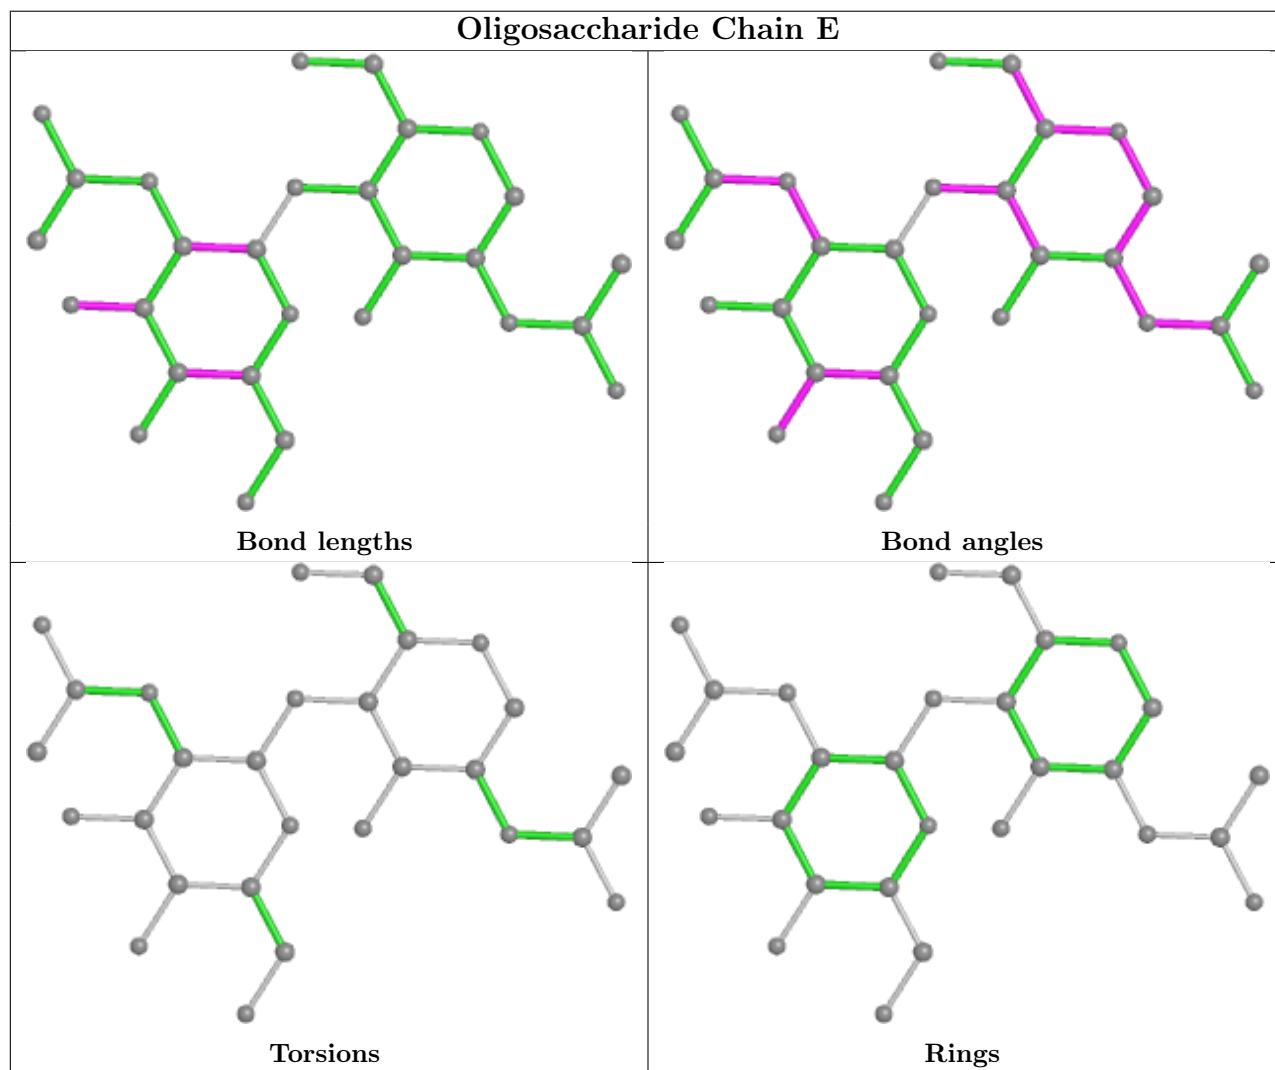 Oligosaccharide Chain E
Bond lengths
Bond angles
Torsions
Rings